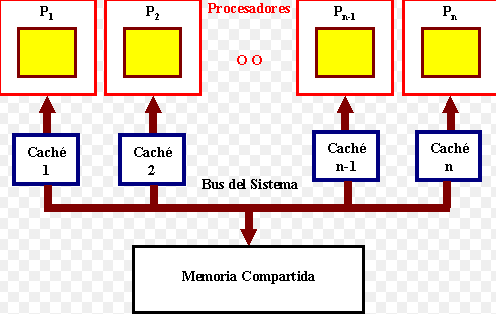 P1
P2
Procesadores
Pn-1
Pn
O O
Caché
1
Caché
2
Caché
n-1
Caché
n
Bus del Sistema
Memoria Compartida